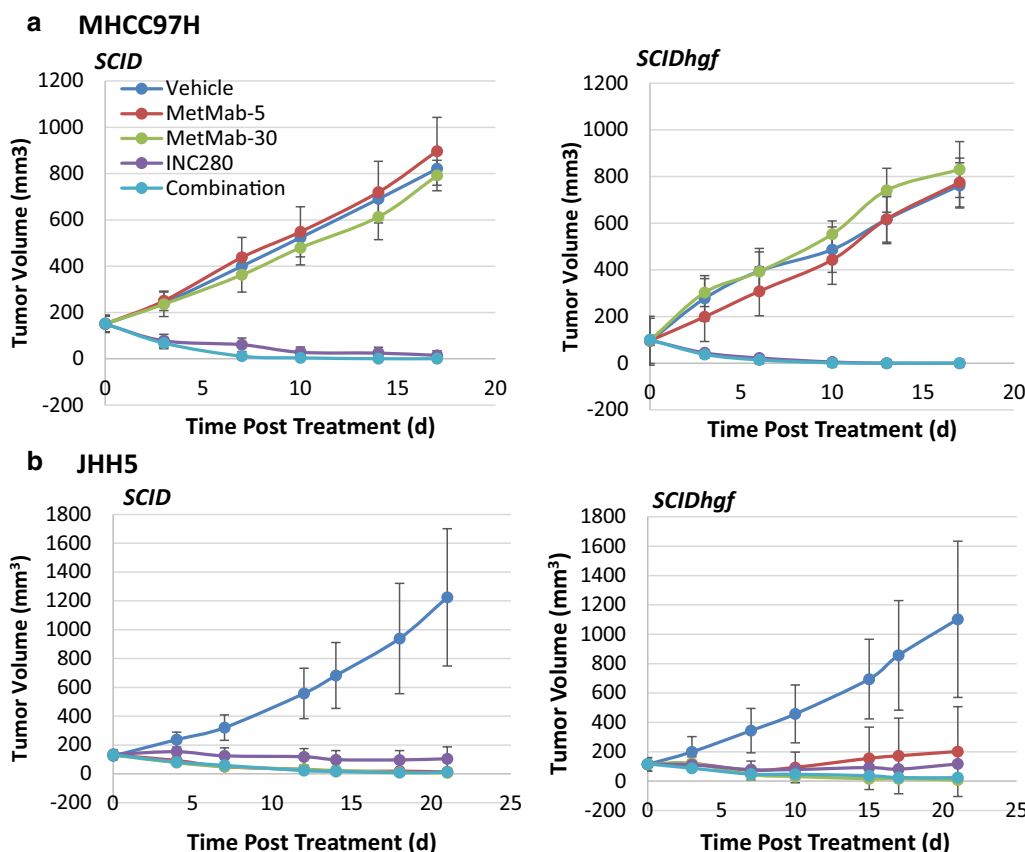 a MHCC97H
SCID
1200
1000
800
600
400
200
0
-200
Tumor Volume (mm3)
Vehicle
MetMab-5
MetMab-30
INC280
Combination
0 5 10 15 20
Time Post Treatment (d)
SCIDhgf
1200
1000
800
600
400
200
0
-200
Tumor Volume (mm3)
0 5 10 15 20
Time Post Treatment (d)
b JHH5
SCID
1800
1600
1400
1200
1000
800
600
400
200
0
-200
Tumor Volume (mm³)
0 5 10 15 20 25
Time Post Treatment (d)
SCIDhgf
1800
1600
1400
1200
1000
800
600
400
200
0
-200
Tumor Volume (mm³)
0 5 10 15 20 25
Time Post Treatment (d)